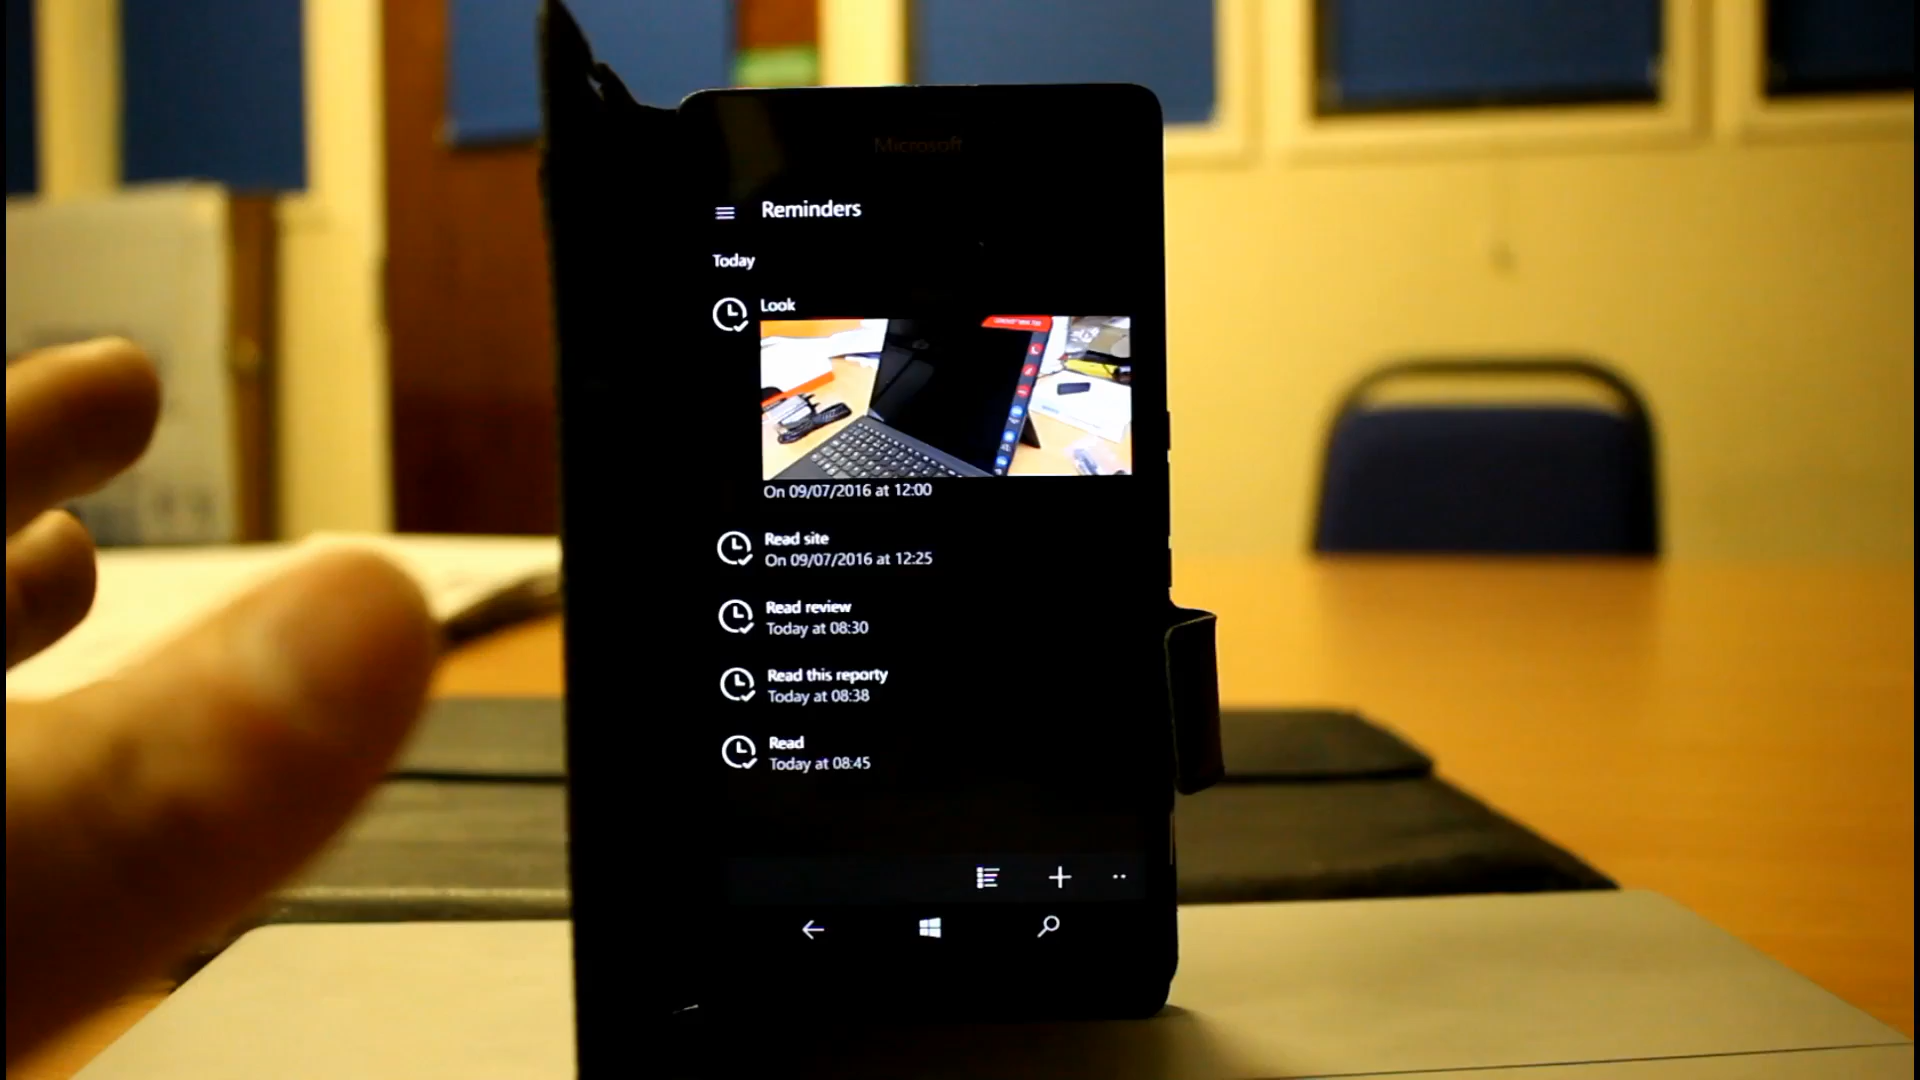 Microsoft
Reminders
Today
Look
On 09/07/2016 at 12:00
Read site
On 09/07/2016 at 12:25
Read review
Today at 08:30
Read this reporty
Today at 08:38
Read
Today at 08:45